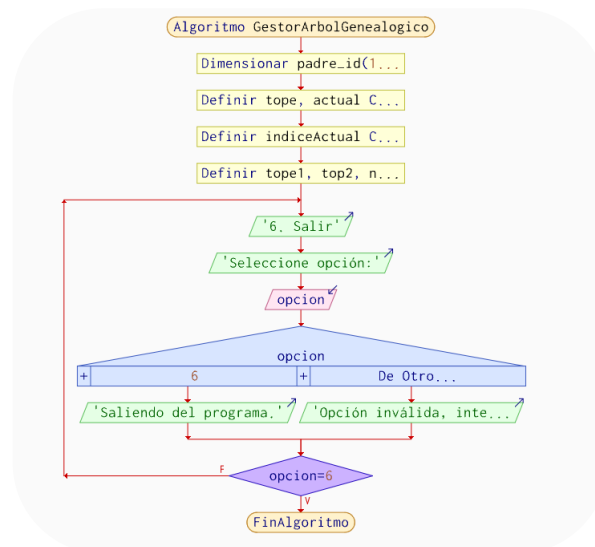 Algoritmo GestorArbolGenealogico
Dimensionar padre_id(1...
Definir tope, actual C...
Definir indiceActual C...
Definir tope1, top2, n...
'6. Salir'
'Seleccione opción:'
opcion
opcion
+ 6 + De Otro...
'Saliendo del programa.' 'Opción inválida, inte...
F opcion=6
V
FinAlgoritmo